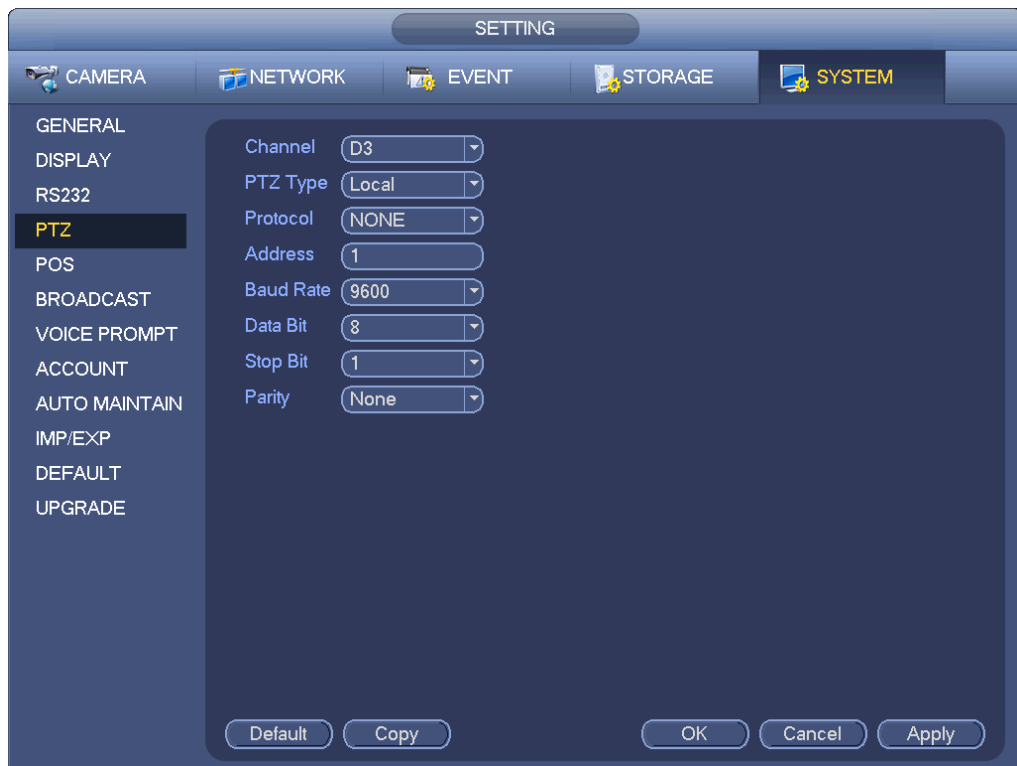 SETTING
CAMERA NETWORK EVENT STORAGE SYSTEM
GENERAL
DISPLAY
RS232
PTZ
POS
BROADCAST
VOICE PROMPT
ACCOUNT
AUTO MAINTAIN
IMP/EXP
DEFAULT
UPGRADE
Channel D3
PTZ Type Local
Protocol NONE
Address 1
Baud Rate 9600
Data Bit 8
Stop Bit 1
Parity None
Default Copy OK Cancel Apply